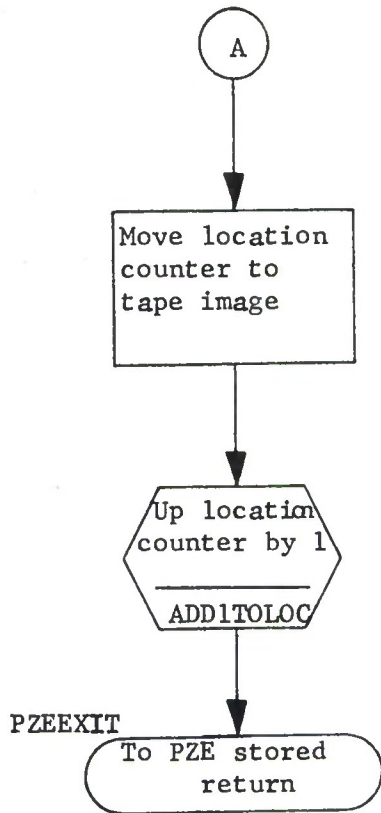 A
Move location
counter to
tape image
Up location
counter by 1
ADD1TOLOC
PZEEXIT
To PZE stored
return